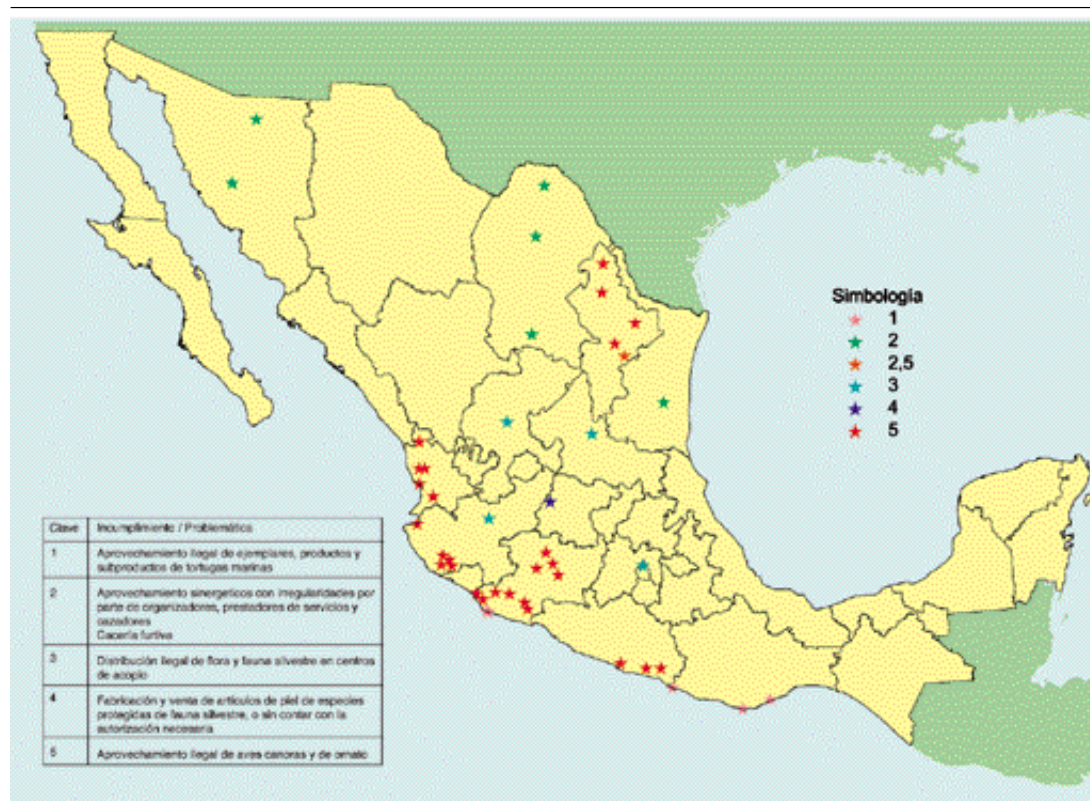 Simbología
1
2
2,5
3
4
5
Clave Incumplimiento / Problemática
1 Aprovechamiento ilegal de ejemplares, productos y
subproductos de tortugas marinas
2 Aprovechamiento sinergeticos con irregularidades por
parte de organizadores, prestadores de servicios y
cazadores
Cacería furtiva
3 Distribución ilegal de flora y fauna silvestre en centros
de acopio
4 Fabricación y venta de artículos de piel de especies
protegidas de fauna silvestre, o sin contar con la
autorización necesaria
5 Aprovechamiento ilegal de aves canoras y de ornato